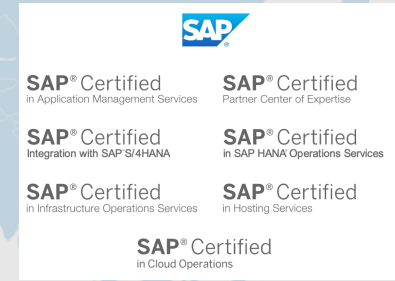 SAP®
SAP® Certified
in Application Management Services
SAP® Certified
Partner Center of Expertise
SAP® Certified
Integration with SAP S/4HANA
SAP® Certified
in SAP HANA Operations Services
SAP® Certified
in Infrastructure Operations Services
SAP® Certified
in Hosting Services
SAP® Certified
in Cloud Operations